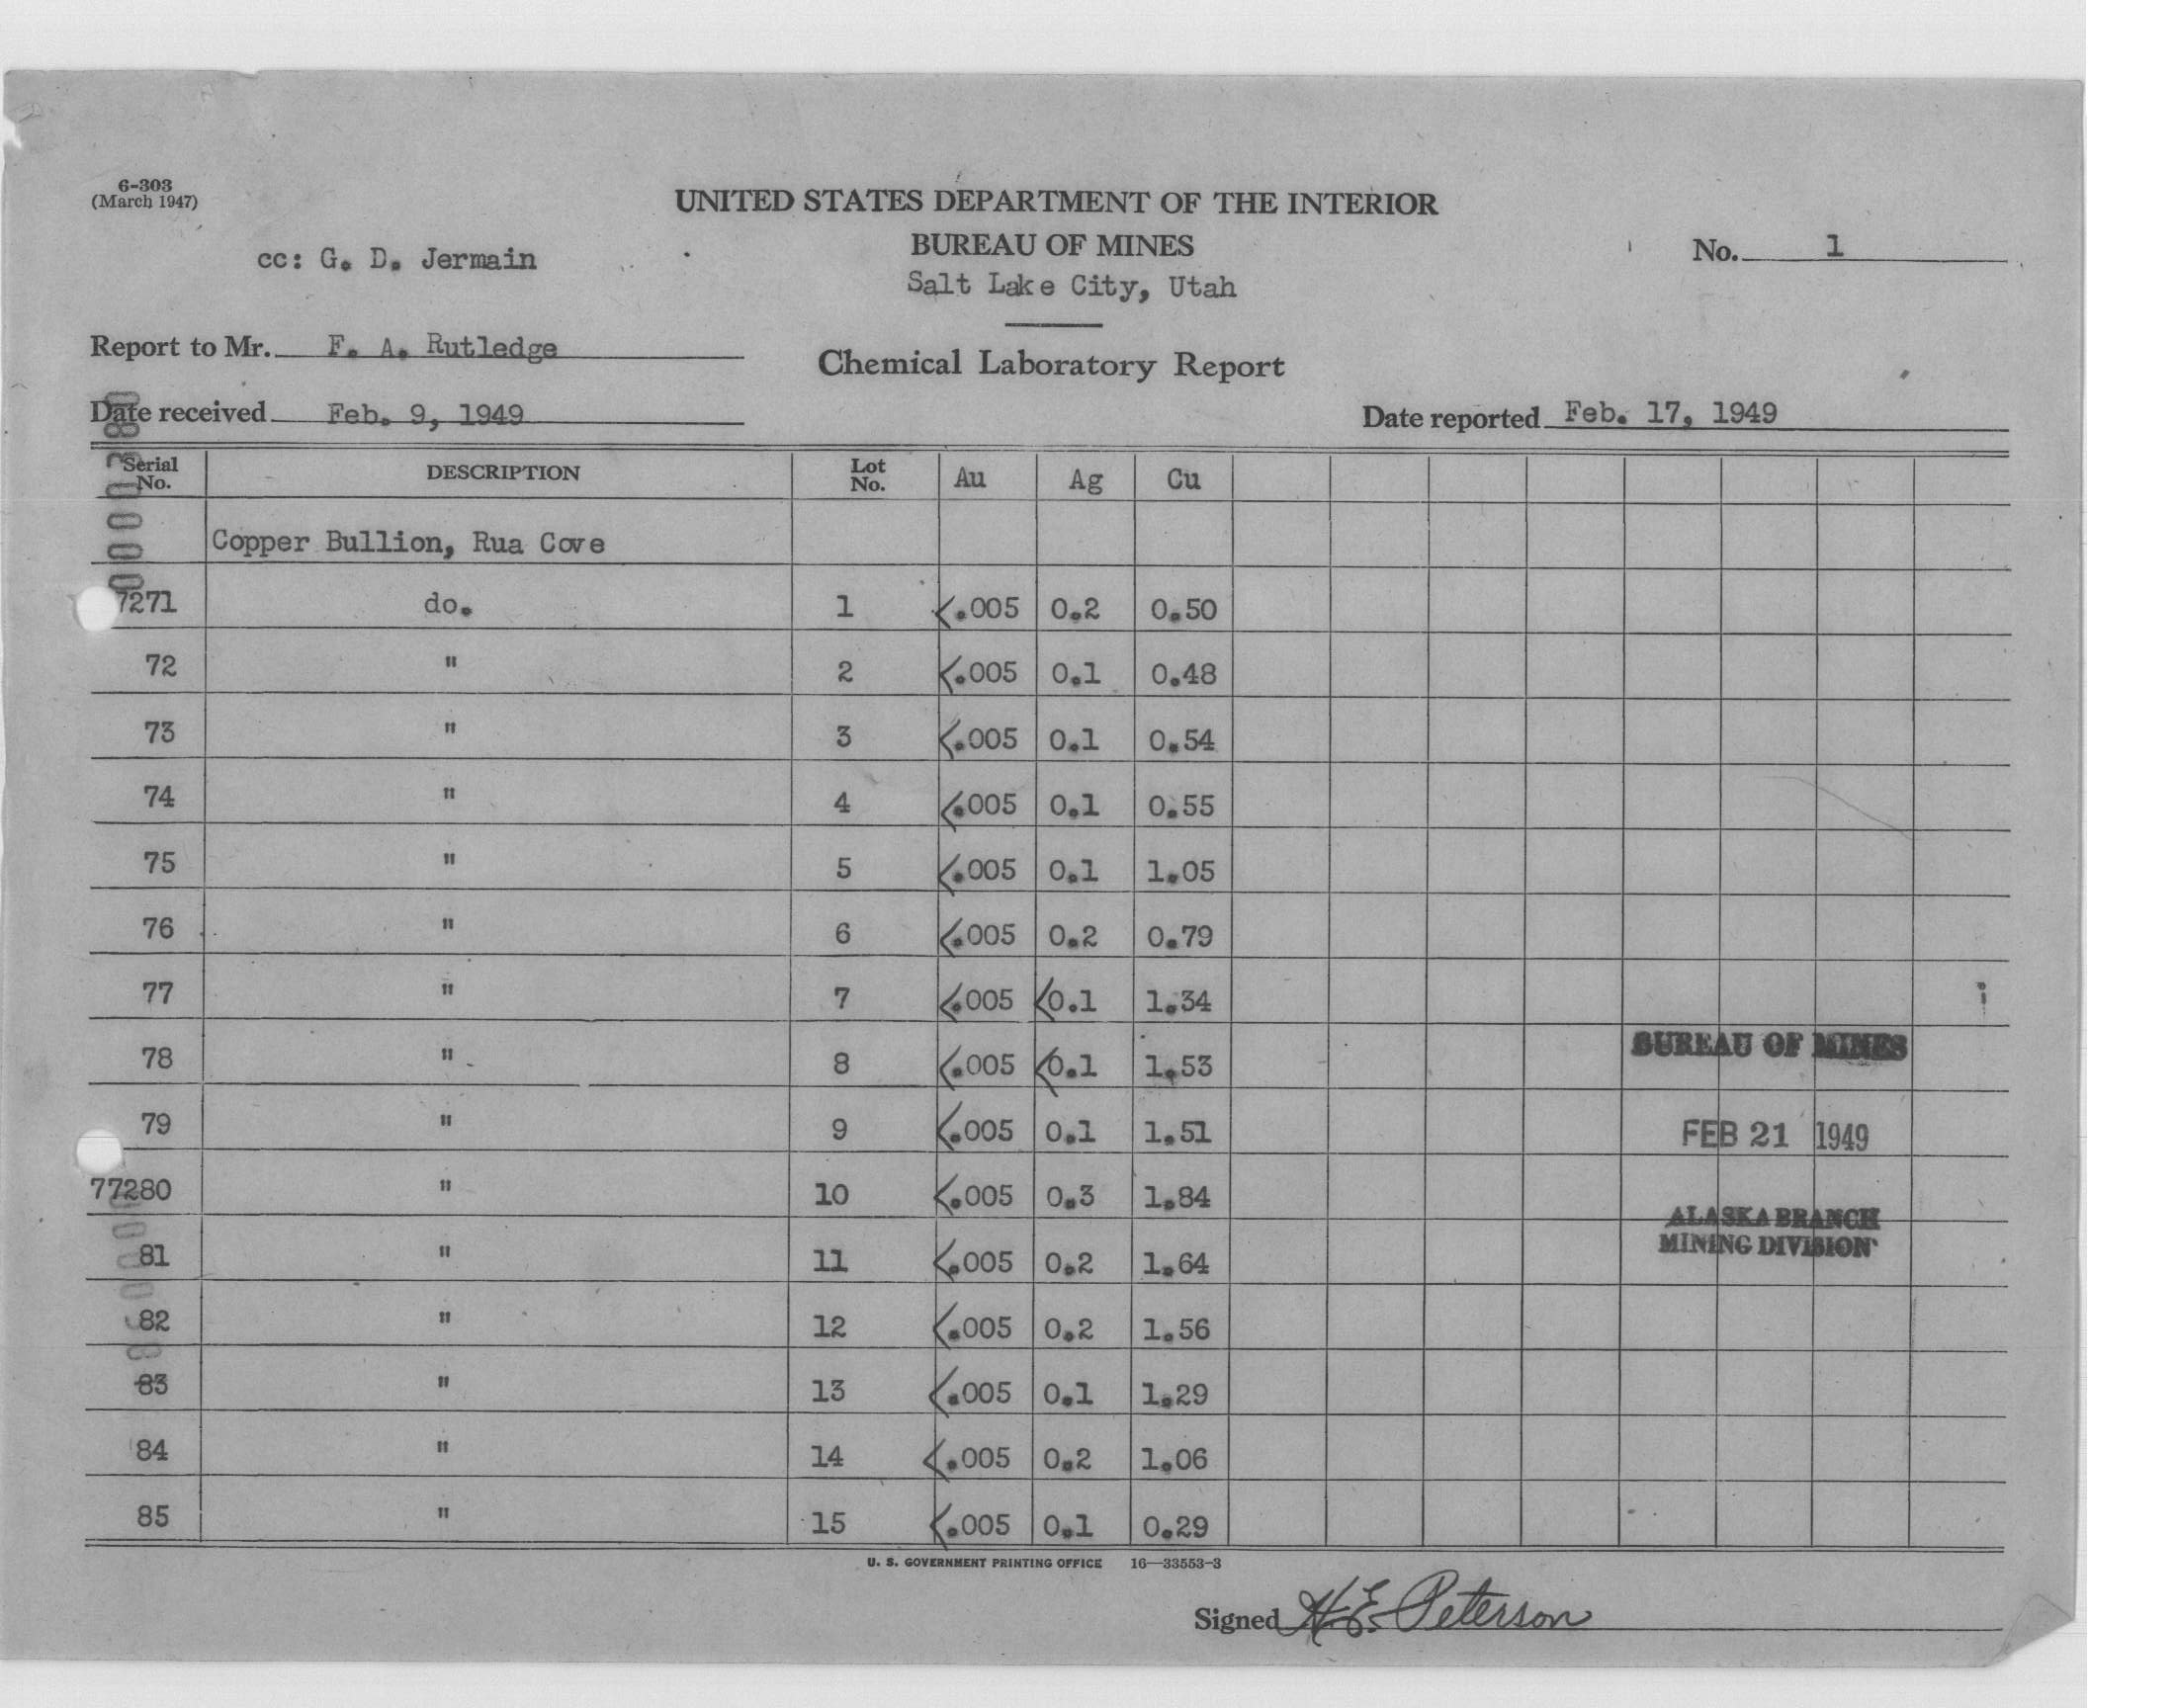 6-303
(March 1947)
UNITED STATES DEPARTMENT OF THE INTERIOR
BUREAU OF MINES
Salt Lake City, Utah
cc: G. D. Jermain
No. 1
Report to Mr. F. A. Rutledge
Chemical Laboratory Report
Date received Feb. 9, 1949
Date reported Feb. 17, 1949
Serial No. DESCRIPTION Lot No. Au Ag Cu
Copper Bullion, Rua Cove
7271 do. 1 <.005 0.2 0.50
72 " 2 <.005 0.1 0.48
73 " 3 <.005 0.1 0.54
74 " 4 <.005 0.1 0.55
75 " 5 <.005 0.1 1.05
76 " 6 <.005 0.2 0.79
77 " 7 <.005 <0.1 1.34
78 " 8 <.005 <0.1 1.53
BUREAU OF MINES
79 " 9 <.005 0.1 1.51
FEB 21 1949
77280 " 10 <.005 0.3 1.84
ALASKA BRANCH
MINING DIVISION
81 " 11 <.005 0.2 1.64
82 " 12 <.005 0.2 1.56
83 " 13 <.005 0.1 1.29
84 " 14 <.005 0.2 1.06
85 " 15 <.005 0.1 0.29
U. S. GOVERNMENT PRINTING OFFICE 16—33553-3
Signed H. E. Peterson